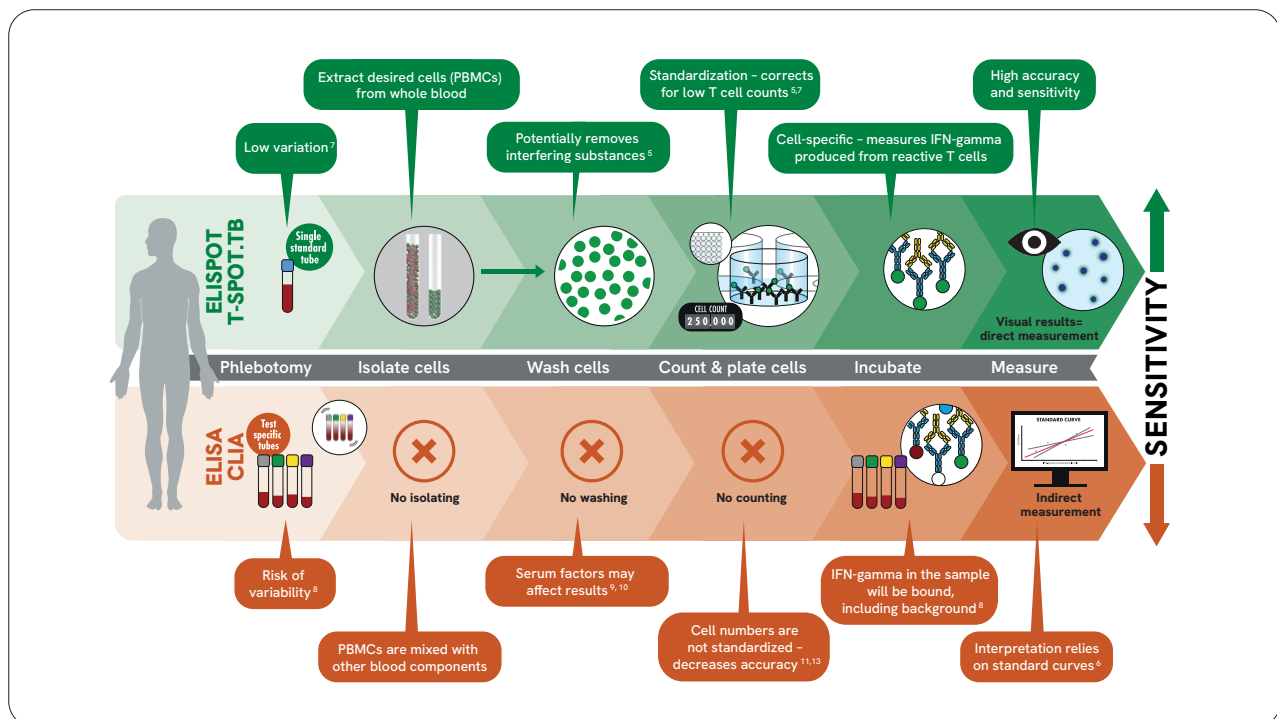 Extract desired cells (PBMCs)
from whole blood
Standardization – corrects
for low T cell counts 5,7
High accuracy
and sensitivity
Low variation 7
Potentially removes
interfering substances 5
Cell-specific – measures IFN-gamma
produced from reactive T cells
ELISPOT
T-SPOT.TB
Single
standard
tube
CELL COUNT
250,000
Visual results=
direct measurement
SENSITIVITY
Phlebotomy
Isolate cells
Wash cells
Count & plate cells
Incubate
Measure
ELISA
CLIA
Test
specific
tubes
No isolating
No washing
No counting
STANDARD CURVE
Indirect
measurement
Risk of
variability 8
Serum factors may
affect results 9, 10
IFN-gamma in the sample
will be bound,
including background 8
PBMCs are mixed with
other blood components
Cell numbers are
not standardized –
decreases accuracy 11,13
Interpretation relies
on standard curves 6